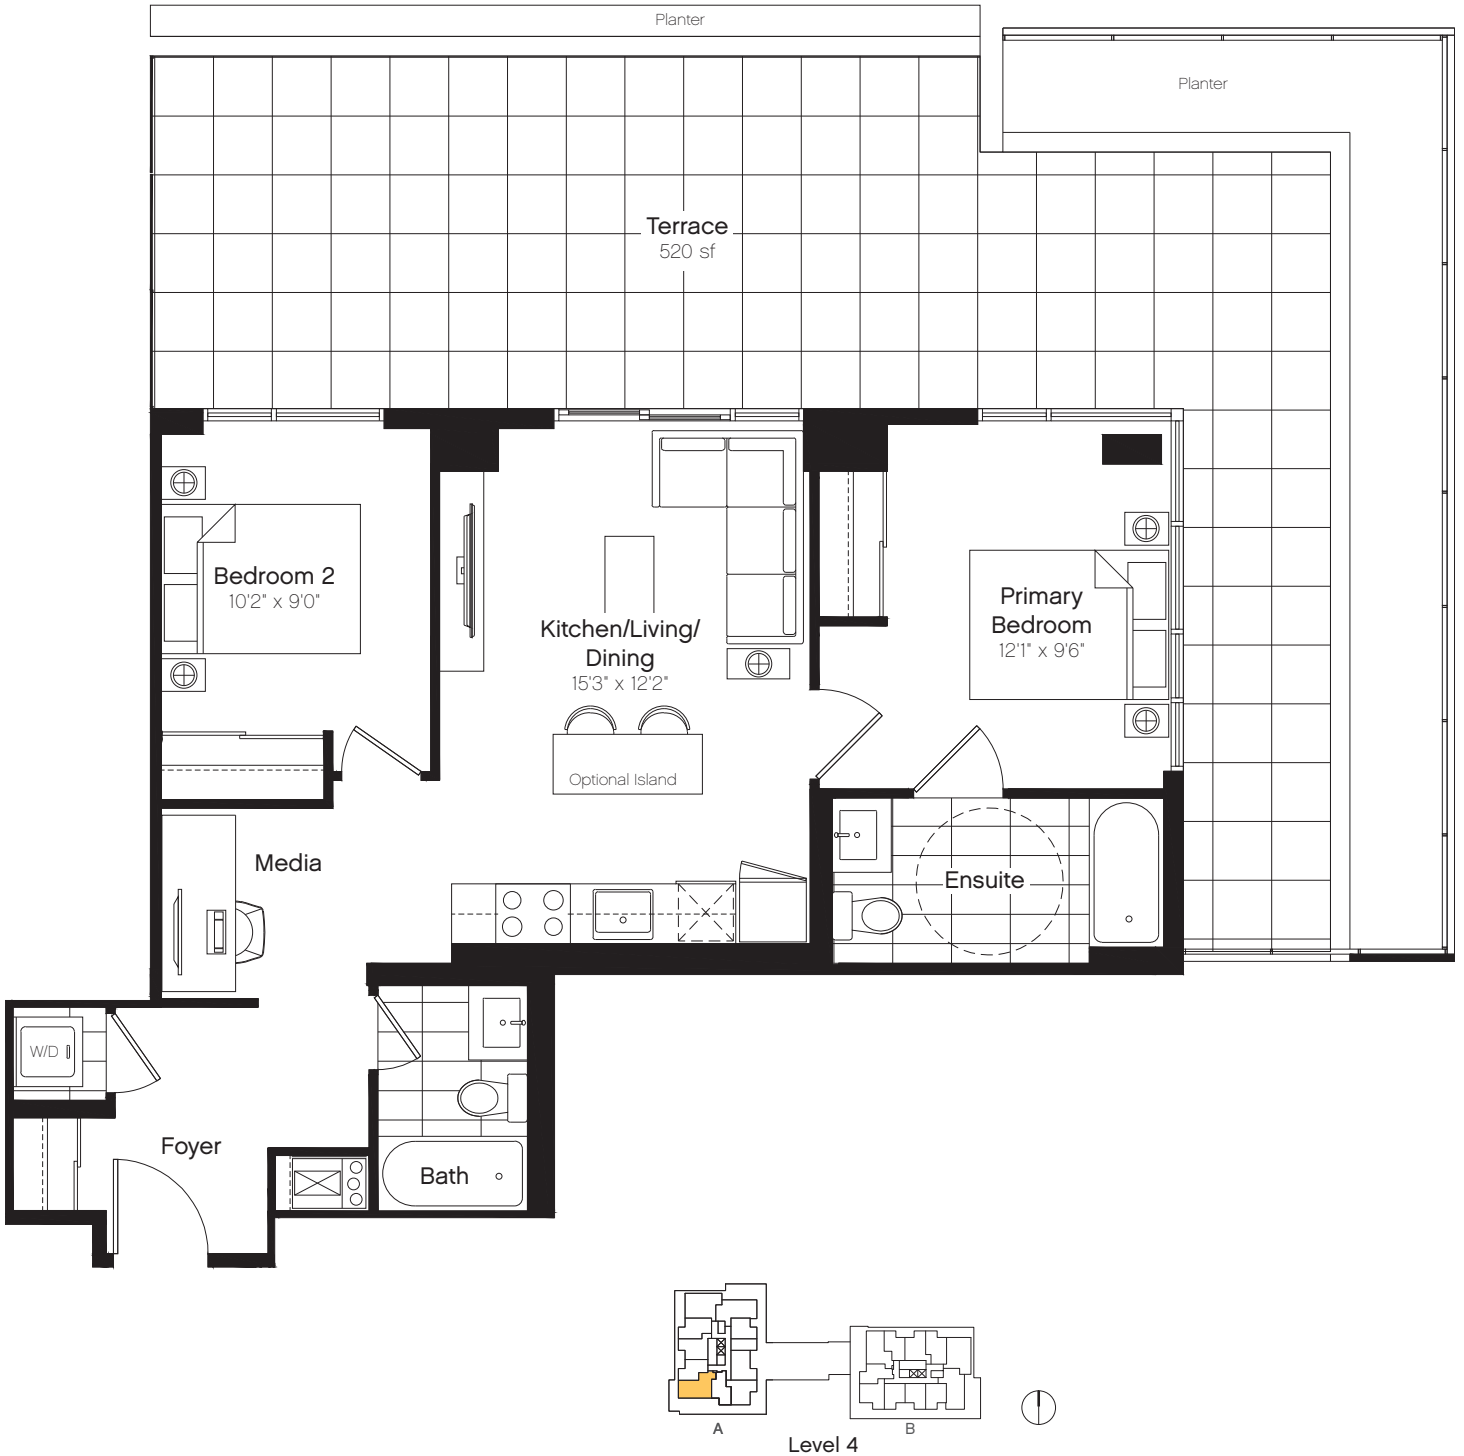 Planter
Planter
Terrace
520 sf
Bedroom 2
10'2" x 9'0"
Kitchen/Living/
Dining
15'3" x 12'2"
Primary
Bedroom
12'1" x 9'6"
Optional Island
Media
Ensuite
W/D
Foyer
Bath
A
B
Level 4